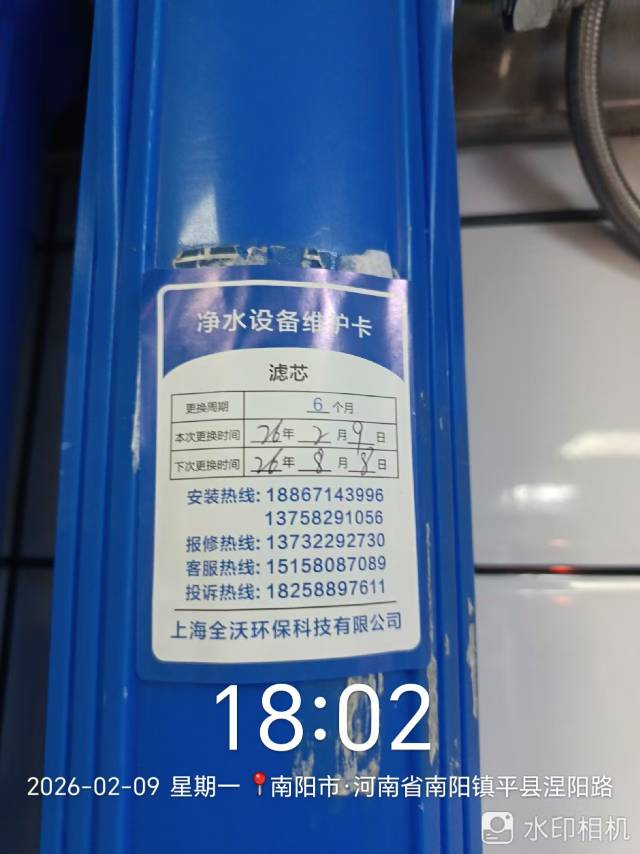 净水设备维护卡
滤芯
更换周期 6 个月
本次更换时间 26 年 2 月 9 日
下次更换时间 26 年 8 月 8 日
安装热线: 18867143996
13758291056
报修热线: 13732292730
客服热线: 15158087089
投诉热线: 18258897611
上海全沃环保科技有限公司
18:02
2026-02-09 星期一 南阳市·河南省南阳镇平县涅阳路
水印相机